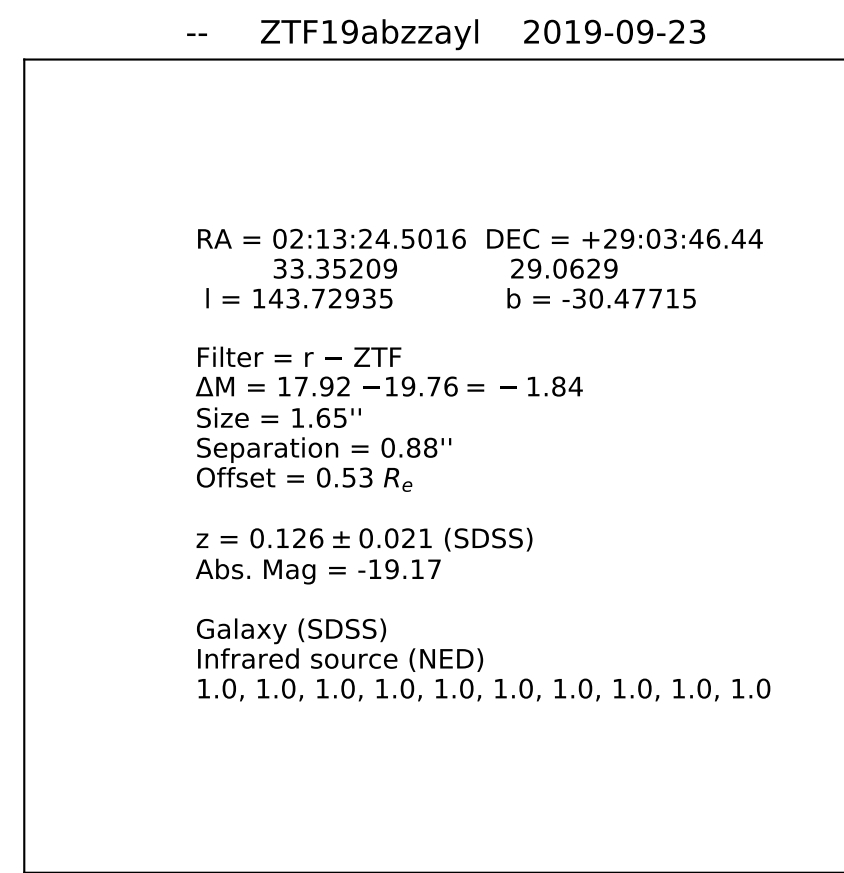 -- ZTF19abzzayl 2019-09-23
RA = 02:13:24.5016 DEC = +29:03:46.44
33.35209 29.0629
l = 143.72935 b = -30.47715
Filter = r − ZTF
ΔM = 17.92 −19.76 = − 1.84
Size = 1.65''
Separation = 0.88''
Offset = 0.53 Re
z = 0.126 ± 0.021 (SDSS)
Abs. Mag = -19.17
Galaxy (SDSS)
Infrared source (NED)
1.0, 1.0, 1.0, 1.0, 1.0, 1.0, 1.0, 1.0, 1.0, 1.0